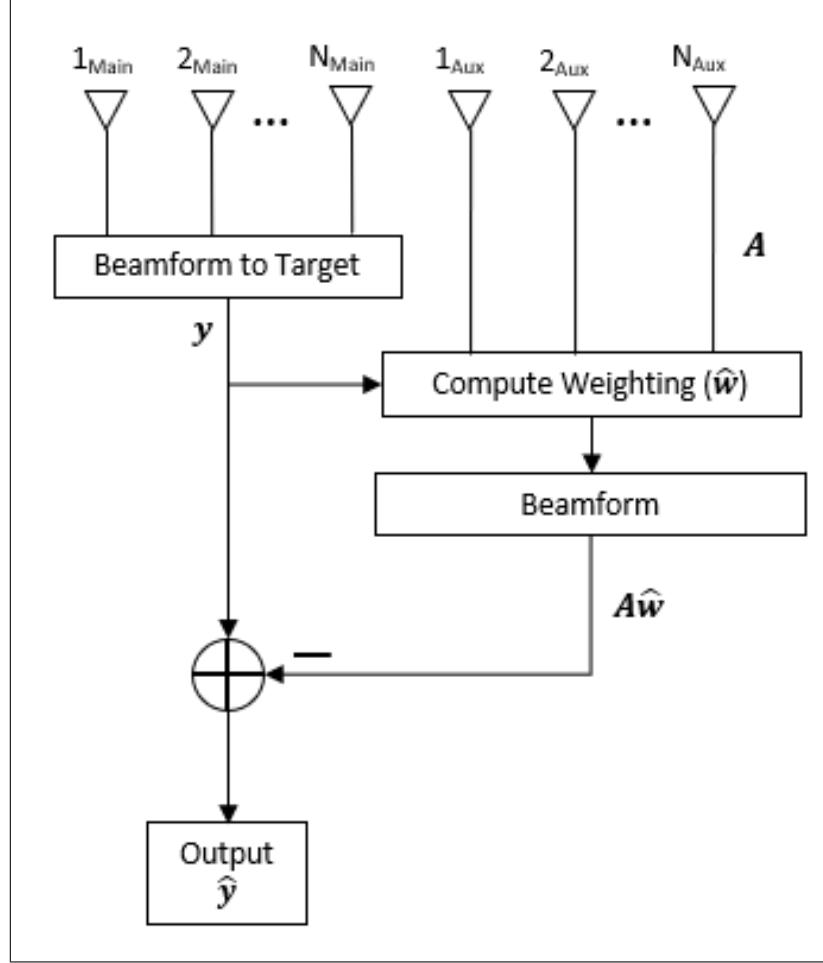 1Main 2Main ... NMain 1Aux 2Aux ... NAux
A
Beamform to Target
y
Compute Weighting (ŵ)
Beamform
Aŵ
−
Output
ŷ